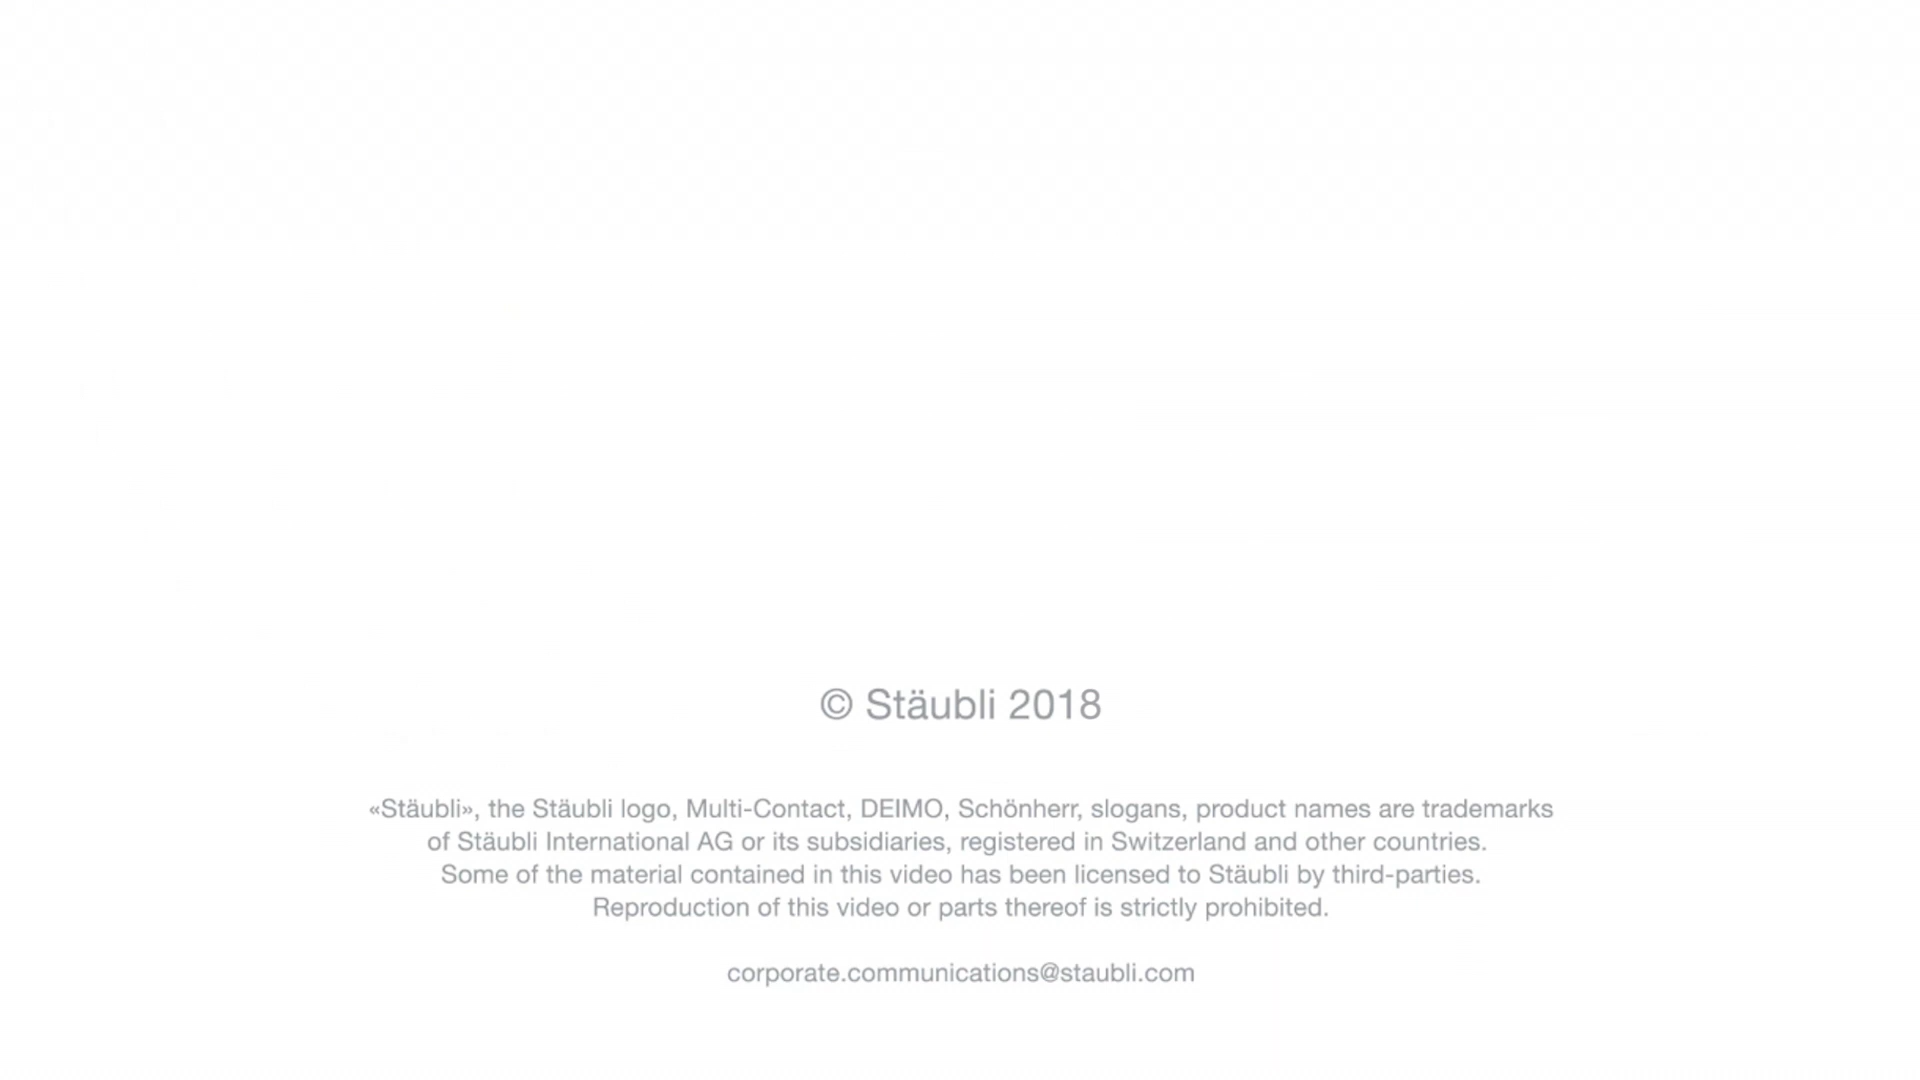 © Stäubli 2018
«Stäubli», the Stäubli logo, Multi-Contact, DEIMO, Schönherr, slogans, product names are trademarks
of Stäubli International AG or its subsidiaries, registered in Switzerland and other countries.
Some of the material contained in this video has been licensed to Stäubli by third-parties.
Reproduction of this video or parts thereof is strictly prohibited.
corporate.communications@staubli.com